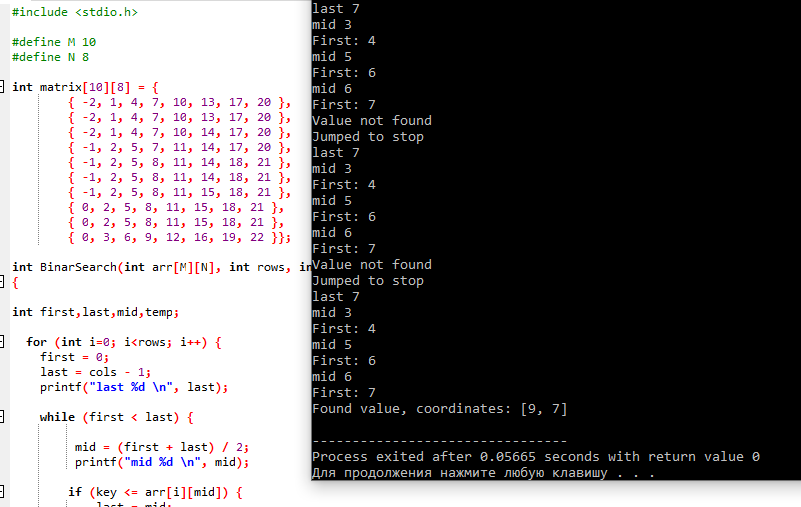 #include <stdio.h>
#define M 10
#define N 8
int matrix[10][8] = {
{ -2, 1, 4, 7, 10, 13, 17, 20 },
{ -2, 1, 4, 7, 10, 13, 17, 20 },
{ -2, 1, 4, 7, 10, 14, 17, 20 },
{ -1, 2, 5, 7, 11, 14, 17, 20 },
{ -1, 2, 5, 8, 11, 14, 18, 21 },
{ -1, 2, 5, 8, 11, 14, 18, 21 },
{ -1, 2, 5, 8, 11, 15, 18, 21 },
{ 0, 2, 5, 8, 11, 15, 18, 21 },
{ 0, 2, 5, 8, 11, 15, 18, 21 },
{ 0, 3, 6, 9, 12, 16, 19, 22 }};
int BinarSearch(int arr[M][N], int rows, in
{
int first,last,mid,temp;
for (int i=0; i<rows; i++) {
first = 0;
last = cols - 1;
printf("last %d \n", last);
while (first < last) {
mid = (first + last) / 2;
printf("mid %d \n", mid);
if (key <= arr[i][mid]) {
last = mid;
last 7
mid 3
First: 4
mid 5
First: 6
mid 6
First: 7
Value not found
Jumped to stop
last 7
mid 3
First: 4
mid 5
First: 6
mid 6
First: 7
Value not found
Jumped to stop
last 7
mid 3
First: 4
mid 5
First: 6
mid 6
First: 7
Found value, coordinates: [9, 7]
--------------------------------
Process exited after 0.05665 seconds with return value 0
Для продолжения нажмите любую клавишу . . .